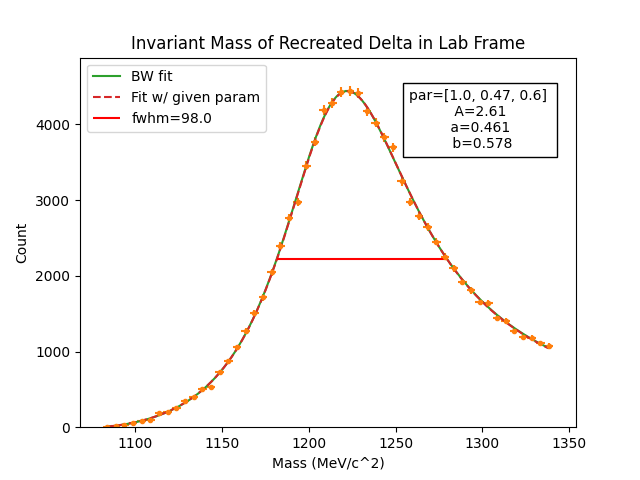 Invariant Mass of Recreated Delta in Lab Frame
BW fit
Fit w/ given param
fwhm=98.0
par=[1.0, 0.47, 0.6]
A=2.61
a=0.461
b=0.578
Count
4000
3000
2000
1000
0
1100 1150 1200 1250 1300 1350
Mass (MeV/c^2)